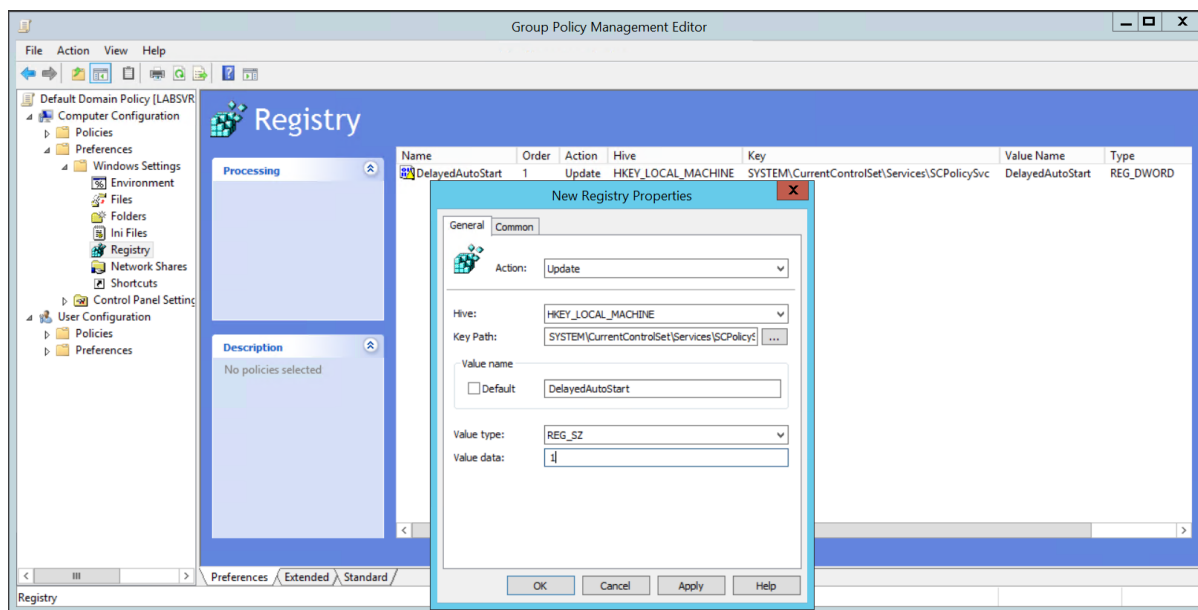 Group Policy Management Editor
File Action View Help
Default Domain Policy [LABSVR
Computer Configuration
Policies
Preferences
Windows Settings
Environment
Files
Folders
Ini Files
Registry
Network Shares
Shortcuts
Control Panel Setting
User Configuration
Policies
Preferences
Registry
Processing
Description
No policies selected
Name Order Action Hive Key Value Name Type
DelayedAutoStart 1 Update HKEY_LOCAL_MACHINE SYSTEM\CurrentControlSet\Services\SCPolicySvc DelayedAutoStart REG_DWORD
New Registry Properties
General Common
Action: Update
Hive: HKEY_LOCAL_MACHINE
Key Path: SYSTEM\CurrentControlSet\Services\SCPolicyS ...
Value name
Default DelayedAutoStart
Value type: REG_SZ
Value data: 1
OK Cancel Apply Help
Preferences Extended Standard
Registry